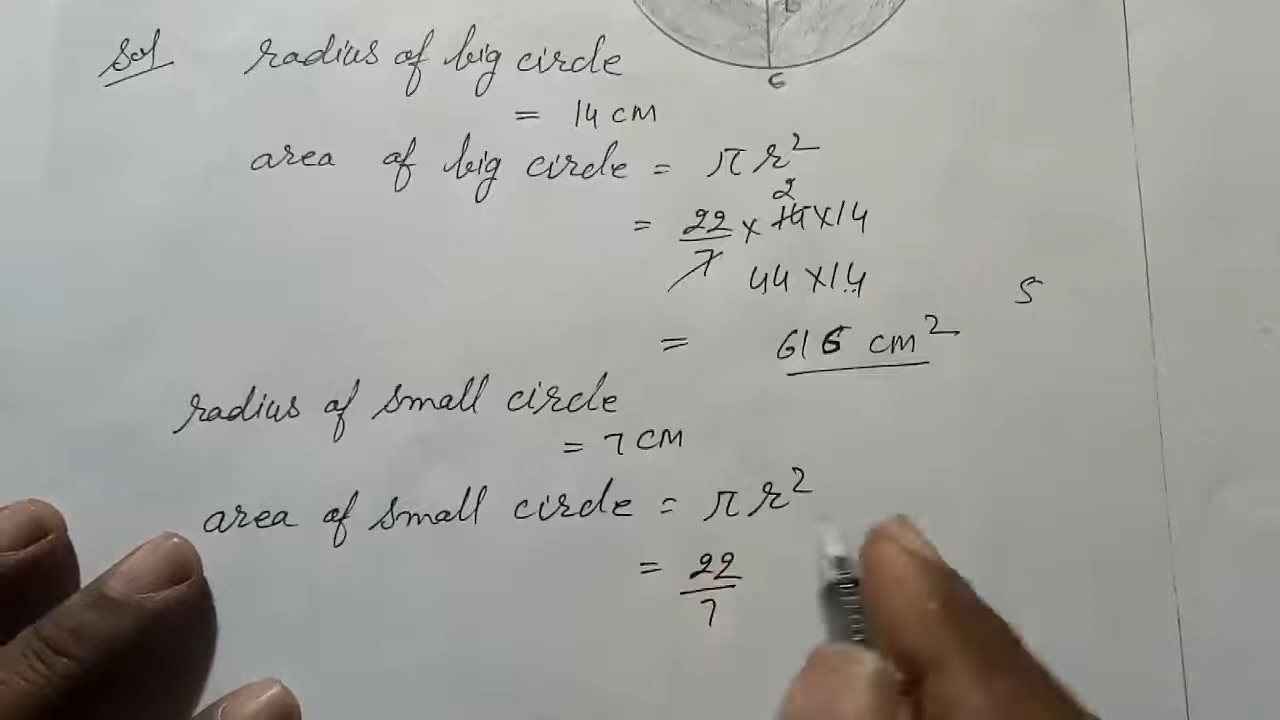 G
Sol radius of big circle
= 14 cm
area of big circle = πr²
= 22/7 × 14 × 14
2
44 × 14
S
= 616 cm²
radius of small circle
= 7 cm
area of small circle = πr²
= 22/7